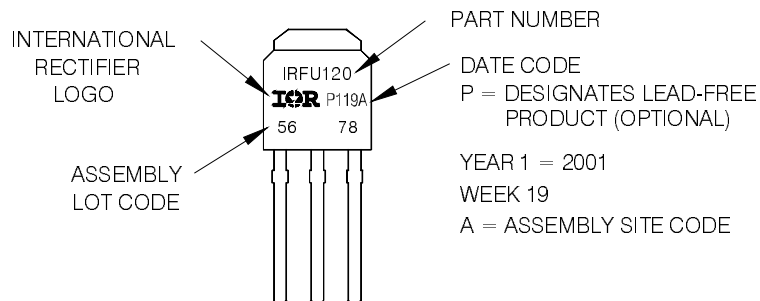 INTERNATIONAL
RECTIFIER
LOGO
ASSEMBLY
LOT CODE
IRFU120
IOR P119A
56 78
PART NUMBER
DATE CODE
P = DESIGNATES LEAD-FREE
PRODUCT (OPTIONAL)
YEAR 1 = 2001
WEEK 19
A = ASSEMBLY SITE CODE